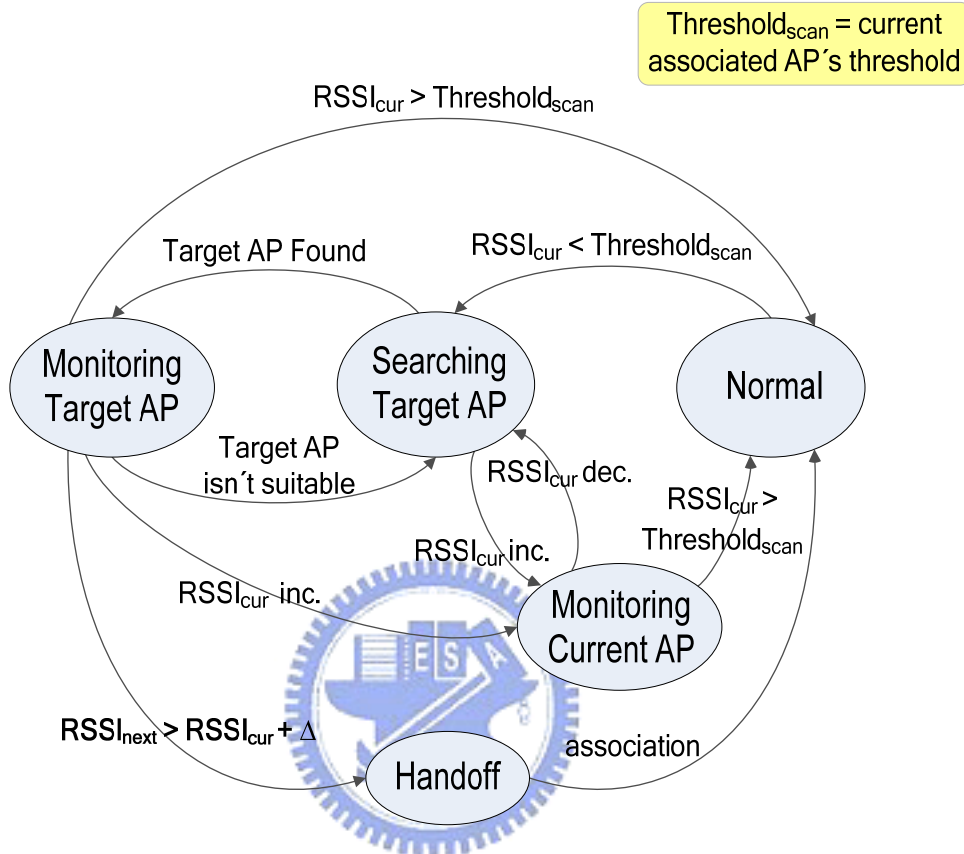 Threshold_scan = current
associated AP´s threshold
RSSI_cur > Threshold_scan
Target AP Found
RSSI_cur < Threshold_scan
Monitoring
Target AP
Searching
Target AP
Normal
Target AP
isn´t suitable
RSSI_cur dec.
RSSI_cur >
Threshold_scan
RSSI_cur inc.
RSSI_cur inc.
Monitoring
Current AP
E S A
RSSI_next > RSSI_cur + Δ
association
Handoff